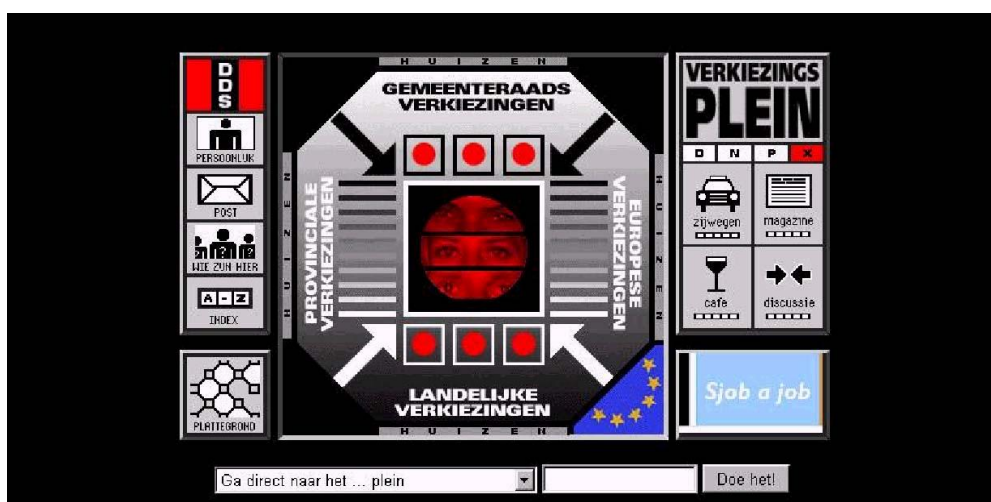 DDS
PERSOONLIJK
POST
WIE ZIJN HIER
A - Z
INDEX
PLATTEGROND
HUIZEN
GEMEENTERAADS
VERKIEZINGEN
HUIZEN
PROVINCIALE
VERKIEZINGEN
EUROPESE
VERKIEZINGEN
HUIZEN
LANDELIJKE
VERKIEZINGEN
HUIZEN
VERKIEZINGS
PLEIN
D N P X
zijwegen
magazine
cafe
discussie
Sjob a job
Ga direct naar het ... plein
Doe het!